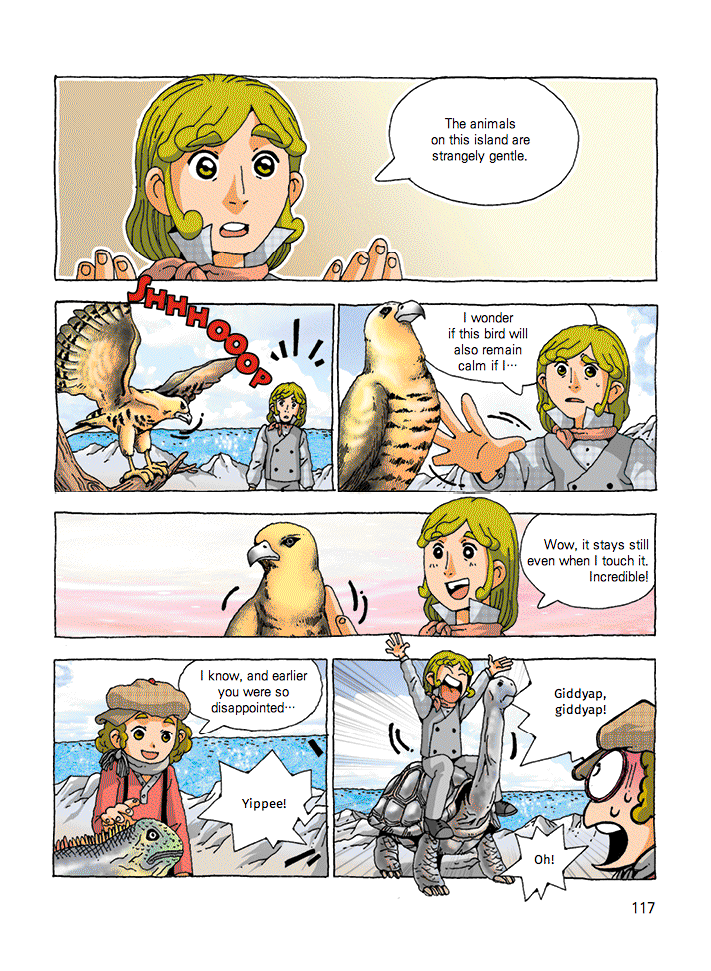 The animals
on this island are
strangely gentle.
SHHHOOOP
I wonder
if this bird will
also remain
calm if I…
Wow, it stays still
even when I touch it.
Incredible!
I know, and earlier
you were so
disappointed…
Yippee!
Giddyap,
giddyap!
Oh!
117